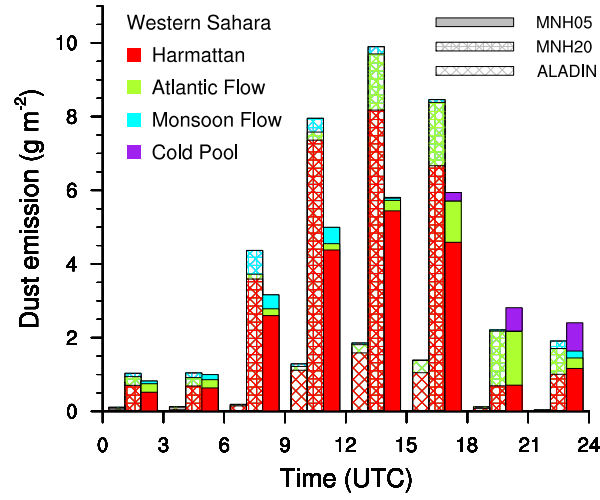 Western Sahara
Harmattan
Atlantic Flow
Monsoon Flow
Cold Pool
MNH05
MNH20
ALADIN
Dust emission (g m⁻²)
10
8
6
4
2
0
0 3 6 9 12 15 18 21 24
Time (UTC)